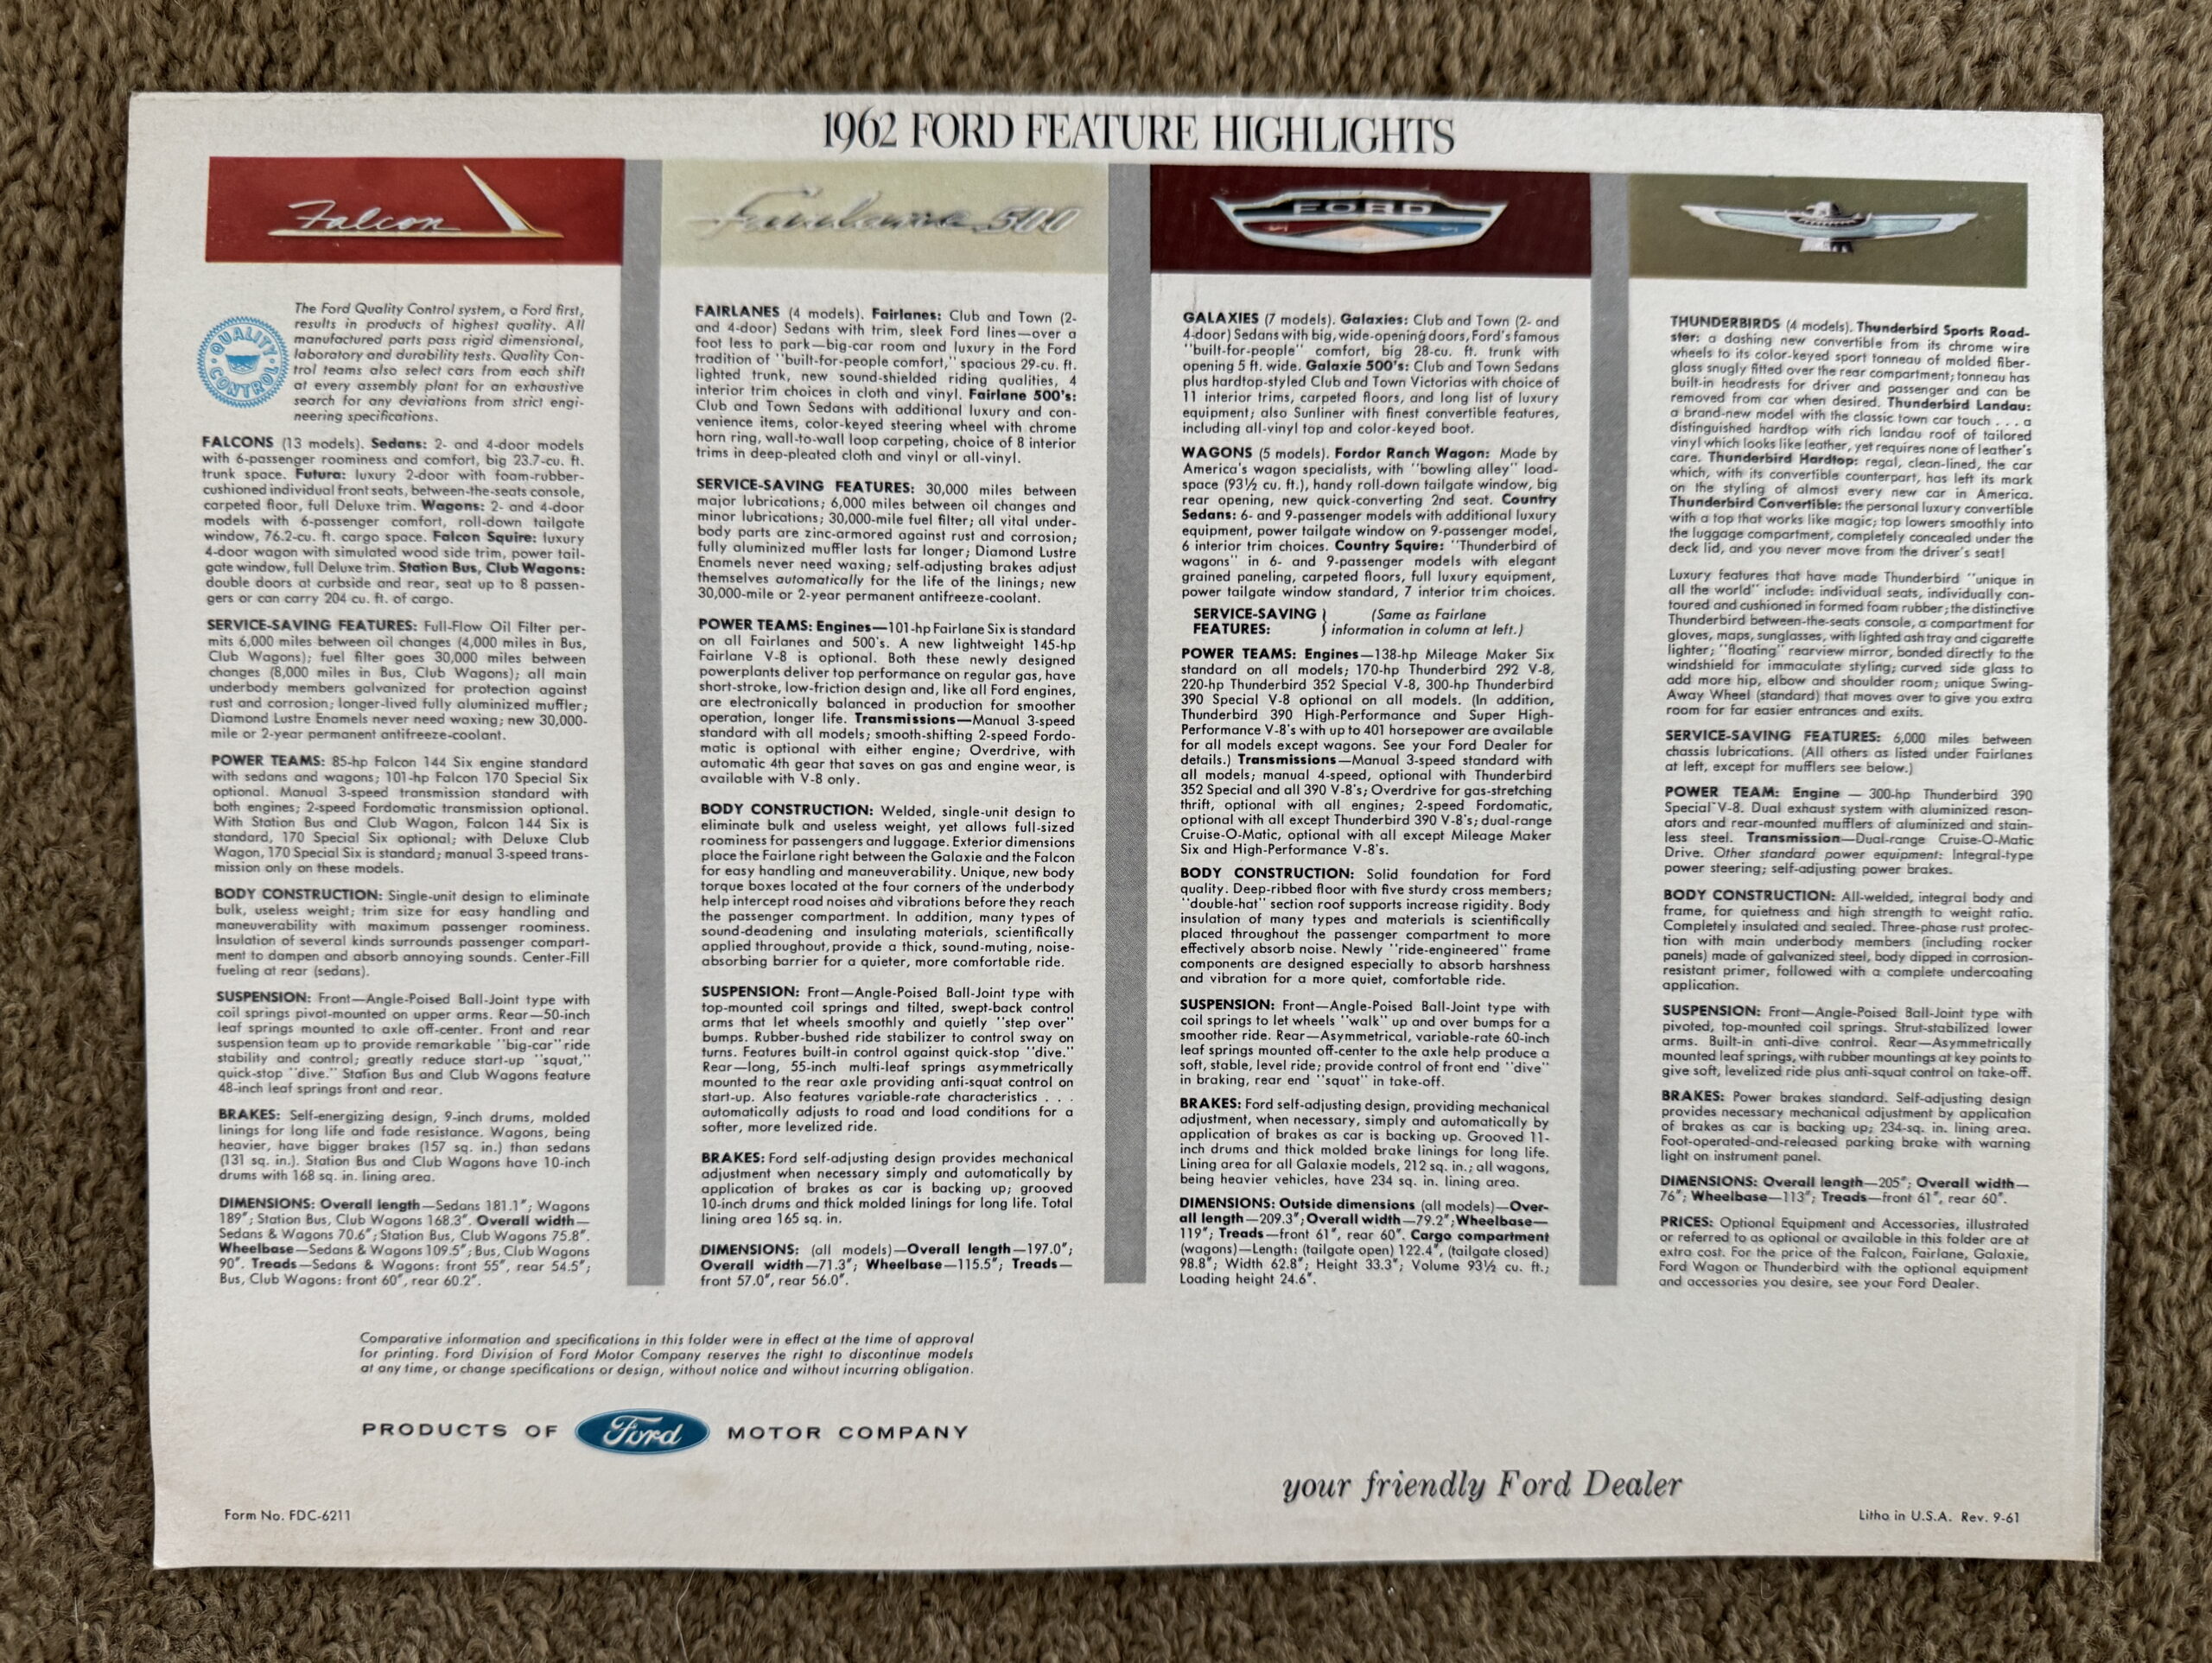 1962 FORD FEATURE HIGHLIGHTS
Falcon
The Ford Quality Control system, a Ford first,
results in products of highest quality. All
manufactured parts pass rigid dimensional,
laboratory and durability tests. Quality Con-
trol teams also select cars from each shift
at every assembly plant for an exhaustive
search for any deviations from strict engi-
neering specifications.
QUALITY CONTROL
FALCONS (13 models). Sedans: 2- and 4-door models
with 6-passenger roominess and comfort, big 23.7-cu. ft.
trunk space. Futura: luxury 2-door with foam-rubber-
cushioned individual front seats, between-the-seats console,
carpeted floor, full Deluxe trim. Wagons: 2- and 4-door
models with 6-passenger comfort, roll-down tailgate
window, 76.2-cu. ft. cargo space. Falcon Squire: luxury
4-door wagon with simulated wood side trim, power tail-
gate window, full Deluxe trim. Station Bus, Club Wagons:
double doors at curbside and rear, seat up to 8 passen-
gers or can carry 204 cu. ft. of cargo.
SERVICE-SAVING FEATURES: Full-Flow Oil Filter per-
mits 6,000 miles between oil changes (4,000 miles in Bus,
Club Wagons); fuel filter goes 30,000 miles between
changes (8,000 miles in Bus, Club Wagons); all main
underbody members galvanized for protection against
rust and corrosion; longer-lived fully aluminized muffler;
Diamond Lustre Enamels never need waxing; new 30,000-
mile or 2-year permanent antifreeze-coolant.
POWER TEAMS: 85-hp Falcon 144 Six engine standard
with sedans and wagons; 101-hp Falcon 170 Special Six
optional. Manual 3-speed transmission standard with
both engines; 2-speed Fordomatic transmission optional.
With Station Bus and Club Wagon, Falcon 144 Six is
standard, 170 Special Six optional; with Deluxe Club
Wagon, 170 Special Six is standard; manual 3-speed trans-
mission only on these models.
BODY CONSTRUCTION: Single-unit design to eliminate
bulk, useless weight; trim size for easy handling and
maneuverability with maximum passenger roominess.
Insulation of several kinds surrounds passenger compart-
ment to dampen and absorb annoying sounds. Center-Fill
fueling at rear (sedans).
SUSPENSION: Front—Angle-Poised Ball-Joint type with
coil springs pivot-mounted on upper arms. Rear—50-inch
leaf springs mounted to axle off-center. Front and rear
suspension team up to provide remarkable "big-car" ride
stability and control; greatly reduce start-up "squat,"
quick-stop "dive." Station Bus and Club Wagons feature
48-inch leaf springs front and rear.
BRAKES: Self-energizing design, 9-inch drums, molded
linings for long life and fade resistance. Wagons, being
heavier, have bigger brakes (157 sq. in.) than sedans
(131 sq. in.). Station Bus and Club Wagons have 10-inch
drums with 168 sq. in. lining area.
DIMENSIONS: Overall length—Sedans 181.1"; Wagons
189"; Station Bus, Club Wagons 168.3". Overall width—
Sedans & Wagons 70.6"; Station Bus, Club Wagons 75.8".
Wheelbase—Sedans & Wagons 109.5"; Bus, Club Wagons
90". Treads—Sedans & Wagons: front 55", rear 54.5";
Bus, Club Wagons: front 60", rear 60.2".
Fairlane 500
FAIRLANES (4 models). Fairlanes: Club and Town (2-
and 4-door) Sedans with trim, sleek Ford lines—over a
foot less to park—big-car room and luxury in the Ford
tradition of "built-for-people comfort," spacious 29-cu. ft.
lighted trunk, new sound-shielded riding qualities, 4
interior trim choices in cloth and vinyl. Fairlane 500's:
Club and Town Sedans with additional luxury and con-
venience items, color-keyed steering wheel with chrome
horn ring, wall-to-wall loop carpeting, choice of 8 interior
trims in deep-pleated cloth and vinyl or all-vinyl.
SERVICE-SAVING FEATURES: 30,000 miles between
major lubrications; 6,000 miles between oil changes and
minor lubrications; 30,000-mile fuel filter; all vital under-
body parts are zinc-armored against rust and corrosion;
fully aluminized muffler lasts far longer; Diamond Lustre
Enamels never need waxing; self-adjusting brakes adjust
themselves automatically for the life of the linings; new
30,000-mile or 2-year permanent antifreeze-coolant.
POWER TEAMS: Engines—101-hp Fairlane Six is standard
on all Fairlanes and 500's. A new lightweight 145-hp
Fairlane V-8 is optional. Both these newly designed
powerplants deliver top performance on regular gas, have
short-stroke, low-friction design and, like all Ford engines,
are electronically balanced in production for smoother
operation, longer life. Transmissions—Manual 3-speed
standard with all models; smooth-shifting 2-speed Fordo-
matic is optional with either engine; Overdrive, with
automatic 4th gear that saves on gas and engine wear, is
available with V-8 only.
BODY CONSTRUCTION: Welded, single-unit design to
eliminate bulk and useless weight, yet allows full-sized
roominess for passengers and luggage. Exterior dimensions
place the Fairlane right between the Galaxie and the Falcon
for easy handling and maneuverability. Unique, new body
torque boxes located at the four corners of the underbody
help intercept road noises and vibrations before they reach
the passenger compartment. In addition, many types of
sound-deadening and insulating materials, scientifically
applied throughout, provide a thick, sound-muting, noise-
absorbing barrier for a quieter, more comfortable ride.
SUSPENSION: Front—Angle-Poised Ball-Joint type with
top-mounted coil springs and tilted, swept-back control
arms that let wheels smoothly and quietly "step over"
bumps. Rubber-bushed ride stabilizer to control sway on
turns. Features built-in control against quick-stop "dive."
Rear—long, 55-inch multi-leaf springs asymmetrically
mounted to the rear axle providing anti-squat control on
start-up. Also features variable-rate characteristics . . .
automatically adjusts to road and load conditions for a
softer, more levelized ride.
BRAKES: Ford self-adjusting design provides mechanical
adjustment when necessary simply and automatically by
application of brakes as car is backing up; grooved
10-inch drums and thick molded linings for long life. Total
lining area 165 sq. in.
DIMENSIONS: (all models)—Overall length—197.0";
Overall width—71.3"; Wheelbase—115.5"; Treads—
front 57.0", rear 56.0".
FORD
GALAXIES (7 models). Galaxies: Club and Town (2- and
4-door) Sedans with big, wide-opening doors, Ford's famous
"built-for-people" comfort, big 28-cu. ft. trunk with
opening 5 ft. wide. Galaxie 500's: Club and Town Sedans
plus hardtop-styled Club and Town Victorias with choice of
11 interior trims, carpeted floors, and long list of luxury
equipment; also Sunliner with finest convertible features,
including all-vinyl top and color-keyed boot.
WAGONS (5 models). Fordor Ranch Wagon: Made by
America's wagon specialists, with "bowling alley" load-
space (93½ cu. ft.), handy roll-down tailgate window, big
rear opening, new quick-converting 2nd seat. Country
Sedans: 6- and 9-passenger models with additional luxury
equipment, power tailgate window on 9-passenger model,
6 interior trim choices. Country Squire: "Thunderbird of
wagons" in 6- and 9-passenger models with elegant
grained paneling, carpeted floors, full luxury equipment,
power tailgate window standard, 7 interior trim choices.
SERVICE-SAVING } (Same as Fairlane
FEATURES: } information in column at left.)
POWER TEAMS: Engines—138-hp Mileage Maker Six
standard on all models; 170-hp Thunderbird 292 V-8,
220-hp Thunderbird 352 Special V-8, 300-hp Thunderbird
390 Special V-8 optional on all models. (In addition,
Thunderbird 390 High-Performance and Super High-
Performance V-8's with up to 401 horsepower are available
for all models except wagons. See your Ford Dealer for
details.) Transmissions—Manual 3-speed standard with
all models; manual 4-speed, optional with Thunderbird
352 Special and all 390 V-8's; Overdrive for gas-stretching
thrift, optional with all engines; 2-speed Fordomatic,
optional with all except Thunderbird 390 V-8's; dual-range
Cruise-O-Matic, optional with all except Mileage Maker
Six and High-Performance V-8's.
BODY CONSTRUCTION: Solid foundation for Ford
quality. Deep-ribbed floor with five sturdy cross members;
"double-hat" section roof supports increase rigidity. Body
insulation of many types and materials is scientifically
placed throughout the passenger compartment to more
effectively absorb noise. Newly "ride-engineered" frame
components are designed especially to absorb harshness
and vibration for a more quiet, comfortable ride.
SUSPENSION: Front—Angle-Poised Ball-Joint type with
coil springs to let wheels "walk" up and over bumps for a
smoother ride. Rear—Asymmetrical, variable-rate 60-inch
leaf springs mounted off-center to the axle help produce a
soft, stable, level ride; provide control of front end "dive"
in braking, rear end "squat" in take-off.
BRAKES: Ford self-adjusting design, providing mechanical
adjustment, when necessary, simply and automatically by
application of brakes as car is backing up. Grooved 11-
inch drums and thick molded brake linings for long life.
Lining area for all Galaxie models, 212 sq. in.; all wagons,
being heavier vehicles, have 234 sq. in. lining area.
DIMENSIONS: Outside dimensions (all models)—Over-
all length—209.3"; Overall width—79.2"; Wheelbase—
119"; Treads—front 61", rear 60". Cargo compartment
(wagons)—Length: (tailgate open) 122.4", (tailgate closed)
98.8"; Width 62.8"; Height 33.3"; Volume 93½ cu. ft.;
Loading height 24.6".
THUNDERBIRDS (4 models). Thunderbird Sports Road-
ster: a dashing new convertible from its chrome wire
wheels to its color-keyed sport tonneau of molded fiber-
glass snugly fitted over the rear compartment; tonneau has
built-in headrests for driver and passenger and can be
removed from car when desired. Thunderbird Landau:
a brand-new model with the classic town car touch . . . a
distinguished hardtop with rich landau roof of tailored
vinyl which looks like leather, yet requires none of leather's
care. Thunderbird Hardtop: regal, clean-lined, the car
which, with its convertible counterpart, has left its mark
on the styling of almost every new car in America.
Thunderbird Convertible: the personal luxury convertible
with a top that works like magic; top lowers smoothly into
the luggage compartment, completely concealed under the
deck lid, and you never move from the driver's seat!
Luxury features that have made Thunderbird "unique in
all the world" include: individual seats, individually con-
toured and cushioned in formed foam rubber; the distinctive
Thunderbird between-the-seats console, a compartment for
gloves, maps, sunglasses, with lighted ash tray and cigarette
lighter; "floating" rearview mirror, bonded directly to the
windshield for immaculate styling; curved side glass to
add more hip, elbow and shoulder room; unique Swing-
Away Wheel (standard) that moves over to give you extra
room for far easier entrances and exits.
SERVICE-SAVING FEATURES: 6,000 miles between
chassis lubrications. (All others as listed under Fairlanes
at left, except for mufflers see below.)
POWER TEAM: Engine — 300-hp Thunderbird 390
Special V-8. Dual exhaust system with aluminized reson-
ators and rear-mounted mufflers of aluminized and stain-
less steel. Transmission—Dual-range Cruise-O-Matic
Drive. Other standard power equipment: Integral-type
power steering; self-adjusting power brakes.
BODY CONSTRUCTION: All-welded, integral body and
frame, for quietness and high strength to weight ratio.
Completely insulated and sealed. Three-phase rust protec-
tion with main underbody members (including rocker
panels) made of galvanized steel, body dipped in corrosion-
resistant primer, followed with a complete undercoating
application.
SUSPENSION: Front—Angle-Poised Ball-Joint type with
pivoted, top-mounted coil springs. Strut-stabilized lower
arms. Built-in anti-dive control. Rear—Asymmetrically
mounted leaf springs, with rubber mountings at key points to
give soft, levelized ride plus anti-squat control on take-off.
BRAKES: Power brakes standard. Self-adjusting design
provides necessary mechanical adjustment by application
of brakes as car is backing up; 234-sq. in. lining area.
Foot-operated-and-released parking brake with warning
light on instrument panel.
DIMENSIONS: Overall length—205"; Overall width—
76"; Wheelbase—113"; Treads—front 61", rear 60".
PRICES: Optional Equipment and Accessories, illustrated
or referred to as optional or available in this folder are at
extra cost. For the price of the Falcon, Fairlane, Galaxie,
Ford Wagon or Thunderbird with the optional equipment
and accessories you desire, see your Ford Dealer.
Comparative information and specifications in this folder were in effect at the time of approval
for printing. Ford Division of Ford Motor Company reserves the right to discontinue models
at any time, or change specifications or design, without notice and without incurring obligation.
PRODUCTS OF Ford MOTOR COMPANY
your friendly Ford Dealer
Form No. FDC-6211
Litho in U.S.A. Rev. 9-61